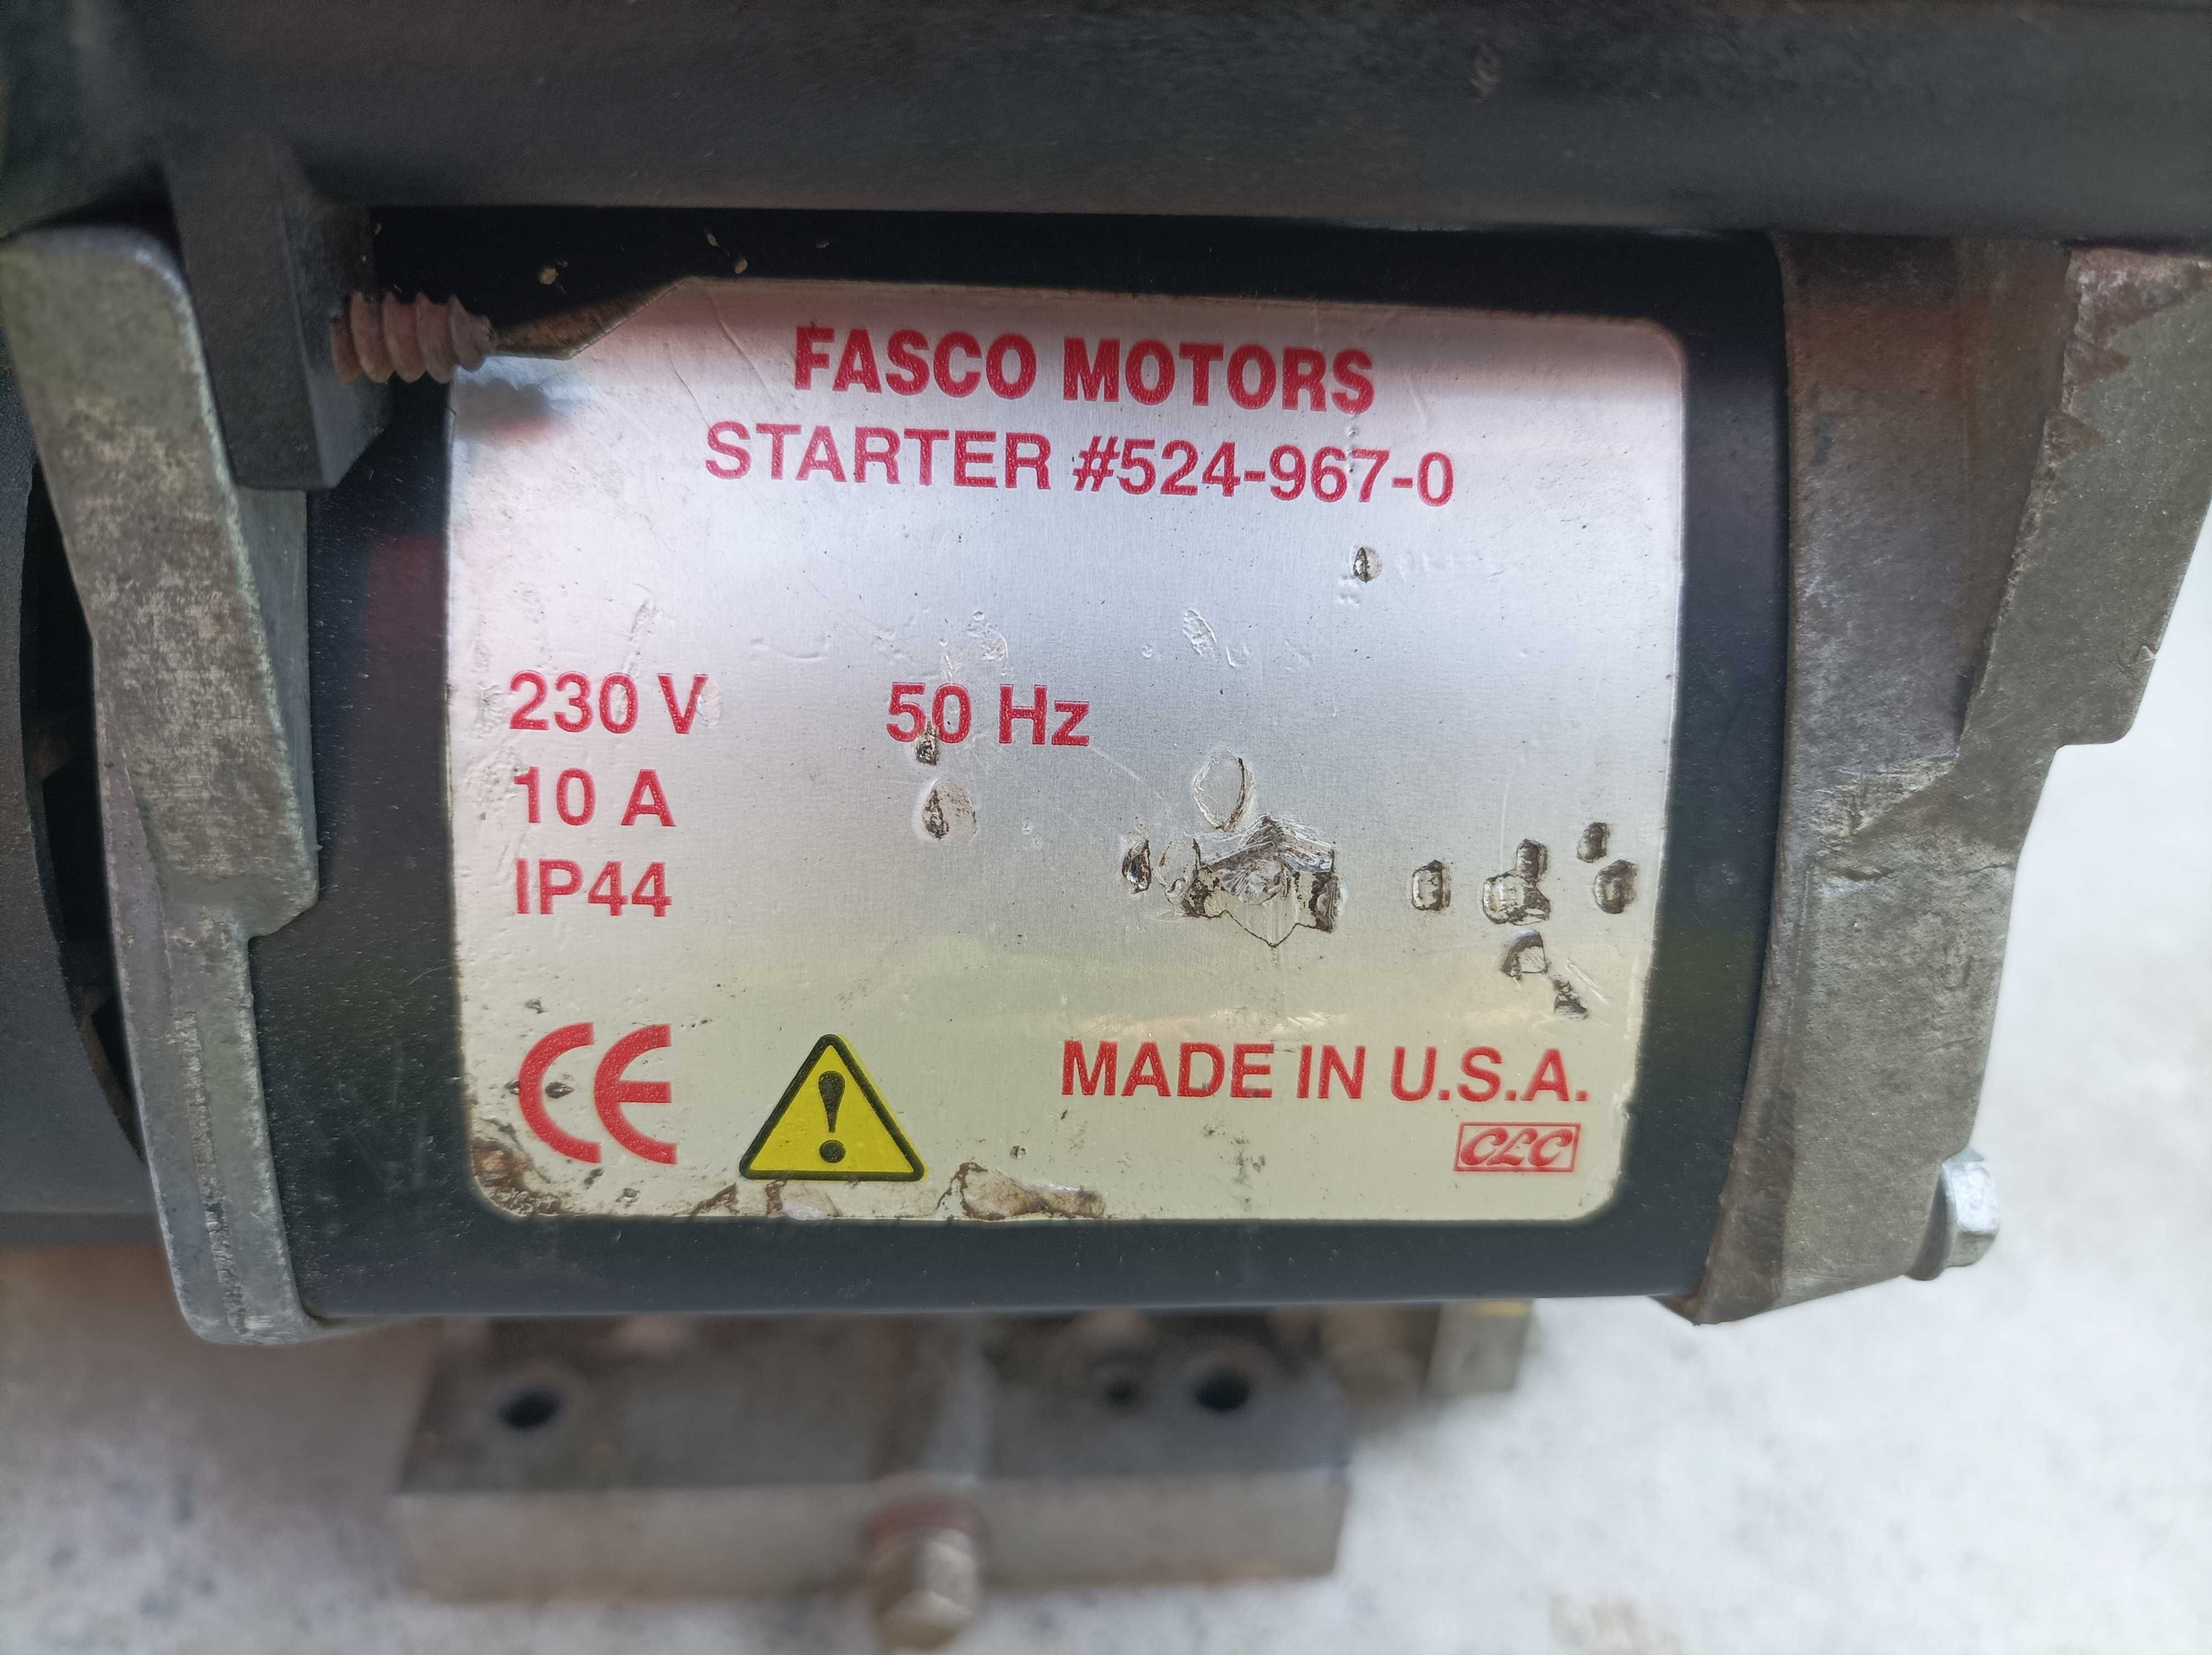 FASCO MOTORS
STARTER #524-967-0
230 V 50 Hz
10 A
IP44
CE
MADE IN U.S.A.
CLC